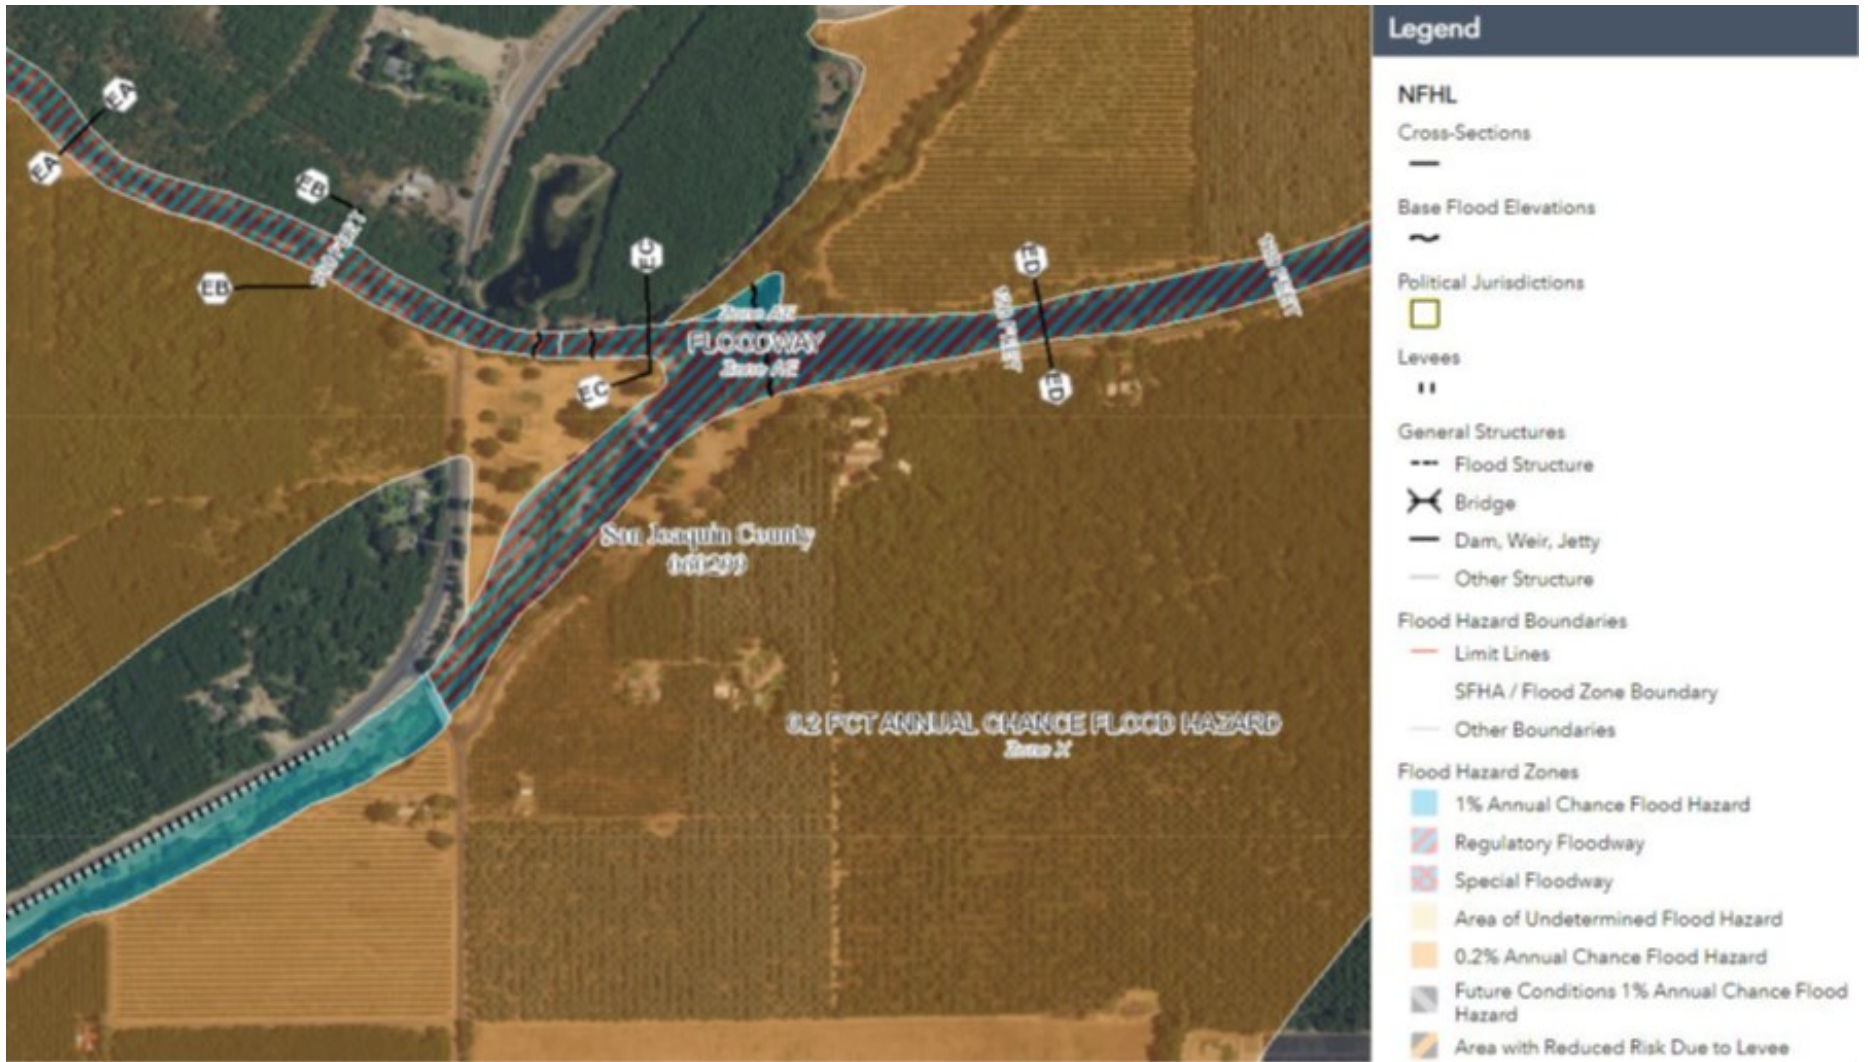 EA
EA
EB
EB
EC
EC
ED
ED
120 FEET
120 FEET
Zone AE
FLOODWAY
Zone AE
San Joaquin County
060299
0.2 PCT ANNUAL CHANCE FLOOD HAZARD
Zone X
Legend
NFHL
Cross-Sections
Base Flood Elevations
Political Jurisdictions
Levees
General Structures
Flood Structure
Bridge
Dam, Weir, Jetty
Other Structure
Flood Hazard Boundaries
Limit Lines
SFHA / Flood Zone Boundary
Other Boundaries
Flood Hazard Zones
1% Annual Chance Flood Hazard
Regulatory Floodway
Special Floodway
Area of Undetermined Flood Hazard
0.2% Annual Chance Flood Hazard
Future Conditions 1% Annual Chance Flood
Hazard
Area with Reduced Risk Due to Levee